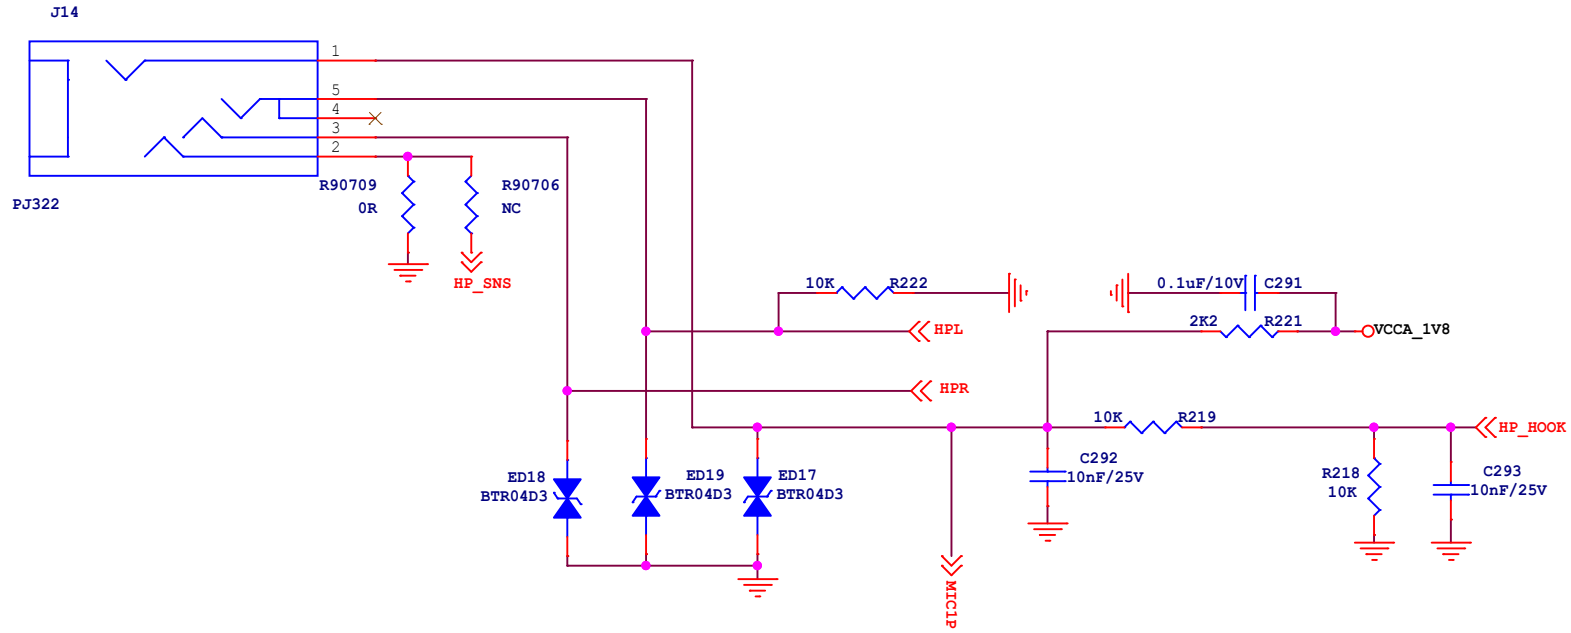 J14
1
5
4
3
2
PJ322
R90709
0R
R90706
NC
HP_SNS
10K
R222
0.1uF/10V
C291
HPL
2K2
R221
VCCA_1V8
HPR
10K
R219
HP_HOOK
ED18
BTR04D3
ED19
BTR04D3
ED17
BTR04D3
C292
10nF/25V
R218
10K
C293
10nF/25V
MIC1P